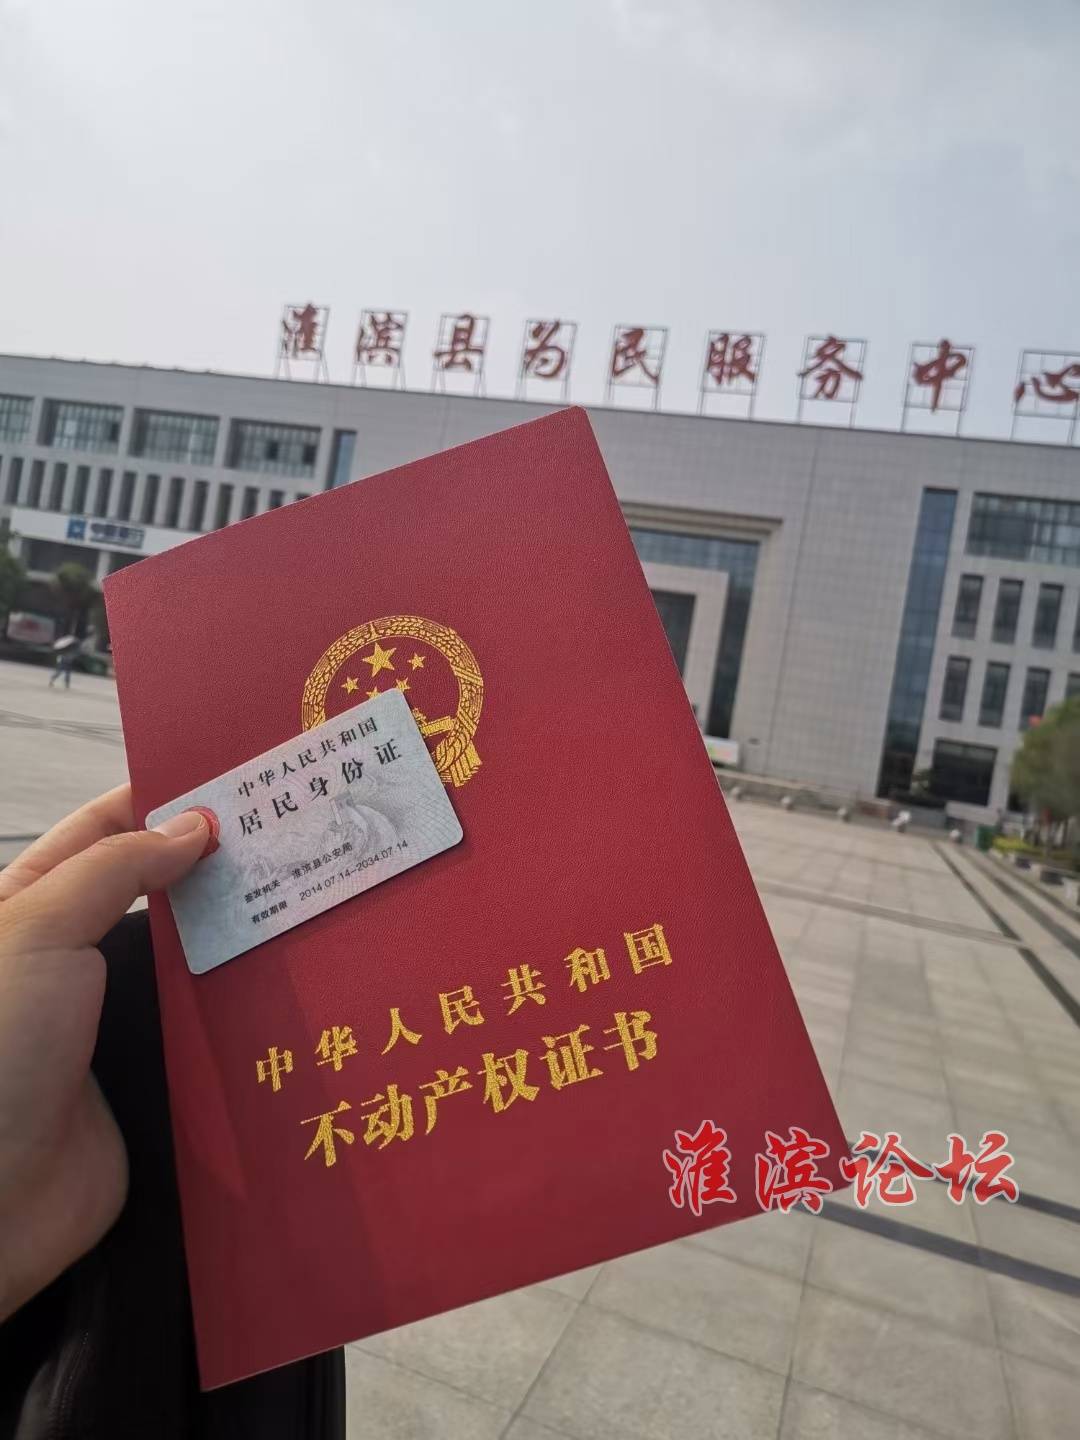 淮滨县为民服务中心
中华人民共和国
居民身份证
签发机关 淮滨县公安局
有效期限 2014.07.14-2034.07.14
中华人民共和国
不动产权证书
淮滨论坛